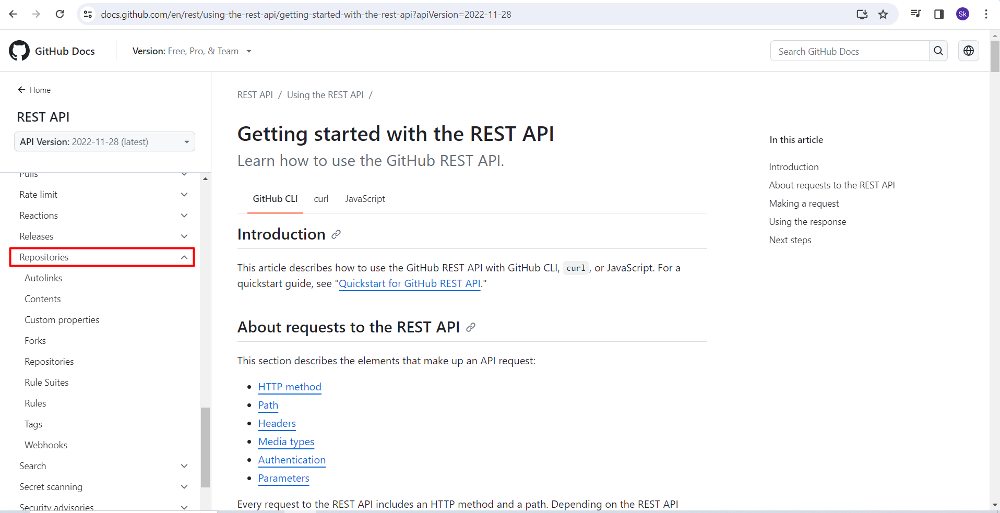 docs.github.com/en/rest/using-the-rest-api/getting-started-with-the-rest-api?apiVersion=2022-11-28
Sk
GitHub Docs
Version: Free, Pro, & Team
Search GitHub Docs
Home
REST API
API Version: 2022-11-28 (latest)
Pulls
Rate limit
Reactions
Releases
Repositories
Autolinks
Contents
Custom properties
Forks
Repositories
Rule Suites
Rules
Tags
Webhooks
Search
Secret scanning
Security advisories
REST API / Using the REST API /
Getting started with the REST API
Learn how to use the GitHub REST API.
GitHub CLI curl JavaScript
Introduction
This article describes how to use the GitHub REST API with GitHub CLI, curl, or JavaScript. For a
quickstart guide, see "Quickstart for GitHub REST API."
About requests to the REST API
This section describes the elements that make up an API request:
• HTTP method
• Path
• Headers
• Media types
• Authentication
• Parameters
Every request to the REST API includes an HTTP method and a path. Depending on the REST API
In this article
Introduction
About requests to the REST API
Making a request
Using the response
Next steps